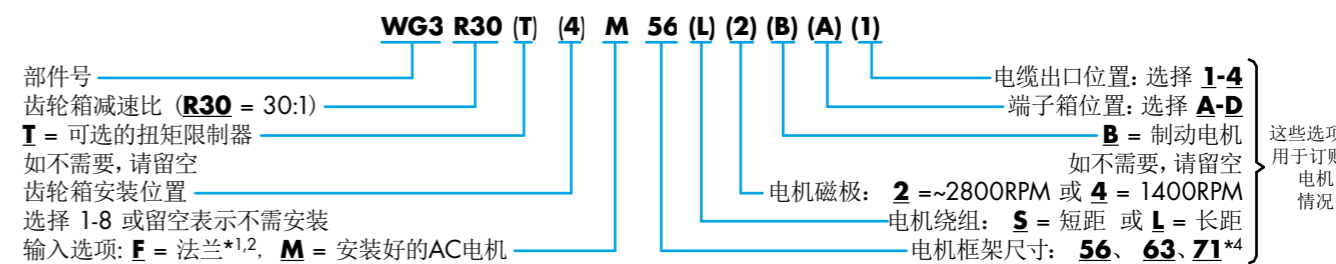 WG3 R30 (T) (4) M 56 (L) (2) (B) (A) (1)
部件号
齿轮箱减速比 (R30 = 30:1)
T = 可选的扭矩限制器
如不需要, 请留空
齿轮箱安装位置
选择 1-8 或留空表示不需安装
输入选项: F = 法兰*1,2, M = 安装好的AC电机
电缆出口位置: 选择 1-4
端子箱位置: 选择 A-D
B = 制动电机
如不需要, 请留空
电机磁极: 2 =~2800RPM 或 4 = 1400RPM
电机绕组: S = 短距 或 L = 长距
电机框架尺寸: 56、 63、71*4
这些选项
用于订购
电机
情况